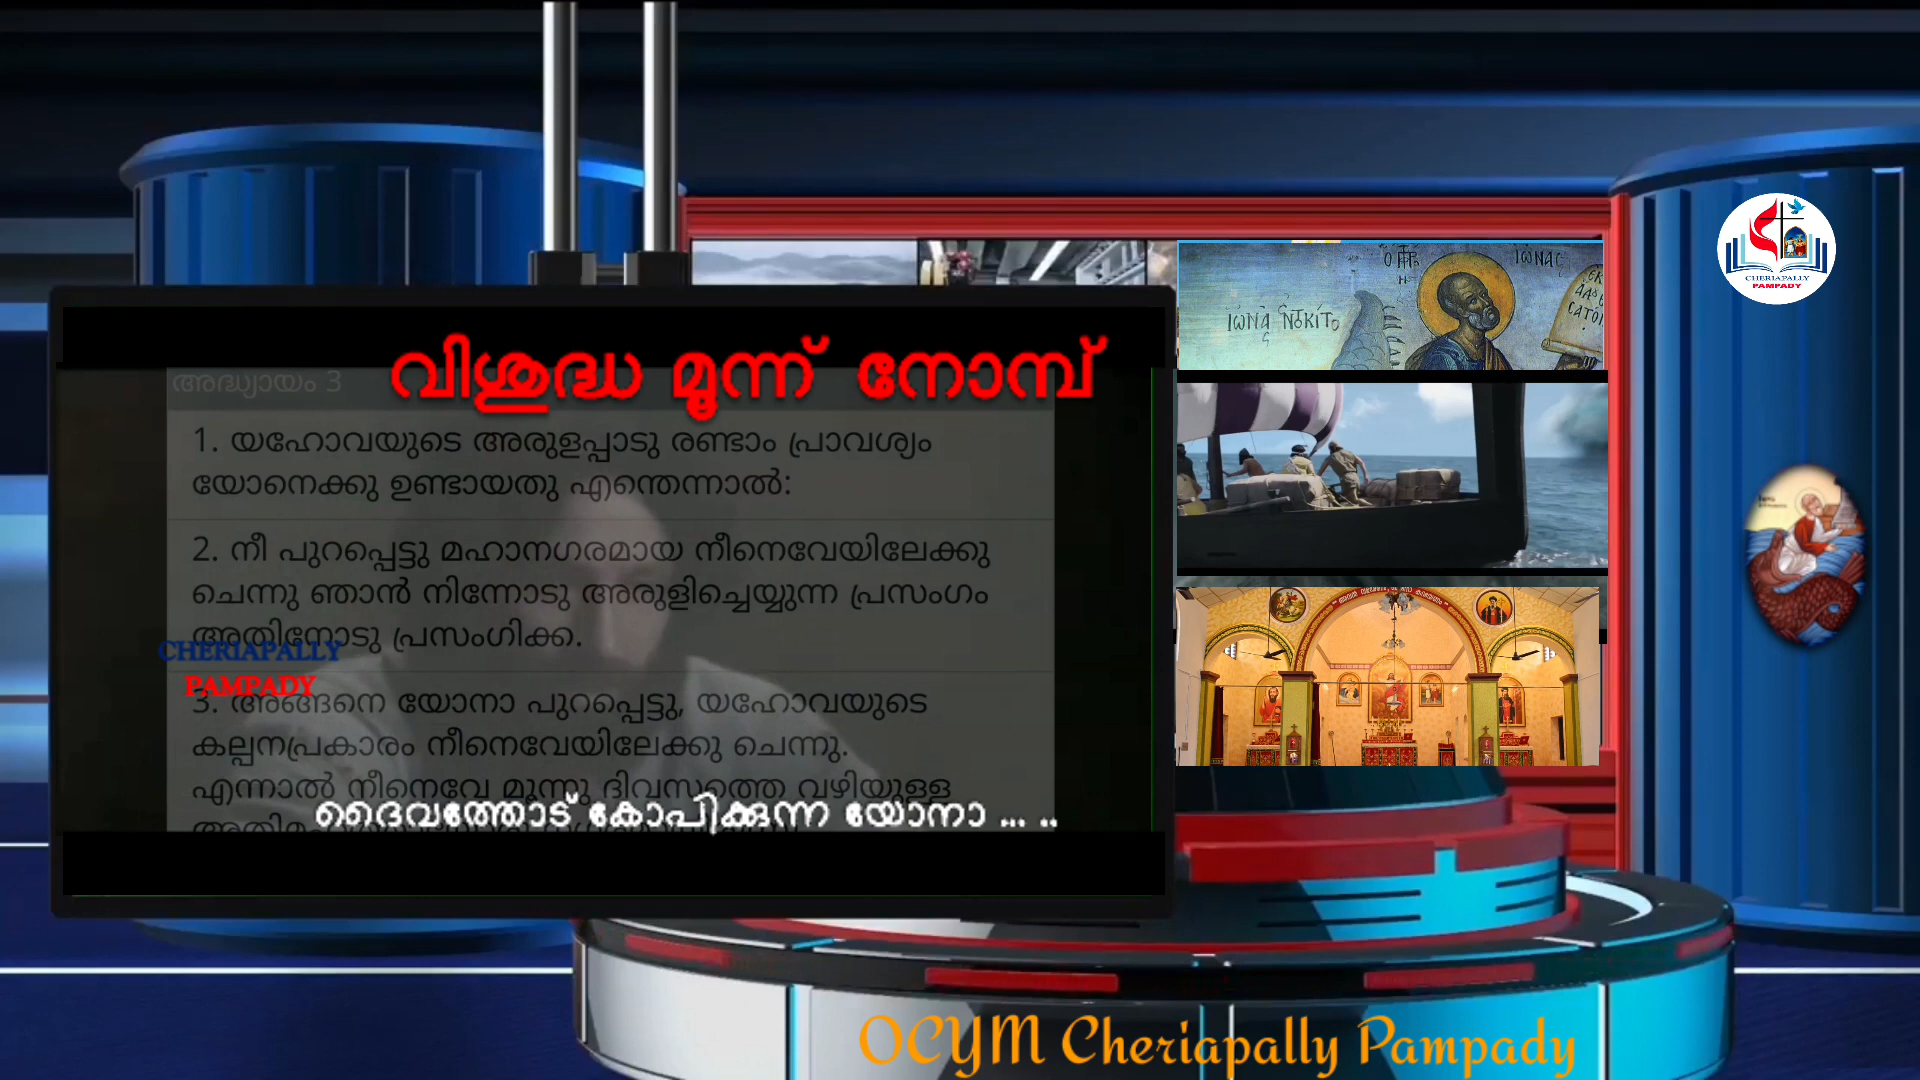 വിശുദ്ധ മൂന്ന് നോമ്പ്
അദ്ധ്യായം 3
1. യഹോവയുടെ അരുളപ്പാടു രണ്ടാം പ്രാവശ്യം
യോനെക്കു ഉണ്ടായതു എന്തെന്നാൽ:
2. നീ പുറപ്പെട്ടു മഹാനഗരമായ നീനെവേയിലേക്കു
ചെന്നു ഞാൻ നിന്നോടു അരുളിച്ചെയ്യുന്ന പ്രസംഗം
അതിനോടു പ്രസംഗിക്ക.
CHERIAPALLY
PAMPADY
3. അങ്ങനെ യോനാ പുറപ്പെട്ടു, യഹോവയുടെ
കല്പനപ്രകാരം നീനെവേയിലേക്കു ചെന്നു.
എന്നാൽ നീനെവേ മൂന്നു ദിവസത്തെ വഴിയുള്ള
ദൈവത്തോട് കോപിക്കുന്ന യോനാ ... ..
ΙΩΝΑς
CHERIAPALLY
PAMPADY
OCYM Cheriapally Pampady